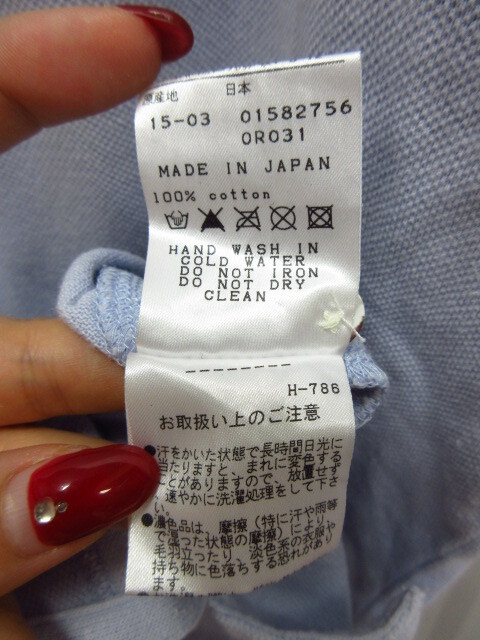 原産地 日本
15-03 01582756
0R031
MADE IN JAPAN
100% cotton
HAND WASH IN
COLD WATER
DO NOT IRON
DO NOT DRY
CLEAN
--------
H-786
お取扱い上のご注意
●汗をかいた状態で長時間日光に
当たりますと、まれに変色する
ことがありますので、放置せず
速やかに洗濯処理をして下さ
い。
●濃色品は、摩擦(特に汗や雨等
で湿った状態の摩擦)により、
毛羽立ったり、淡色系の衣服や
持ち物に色落ちする恐れがあり
ます。